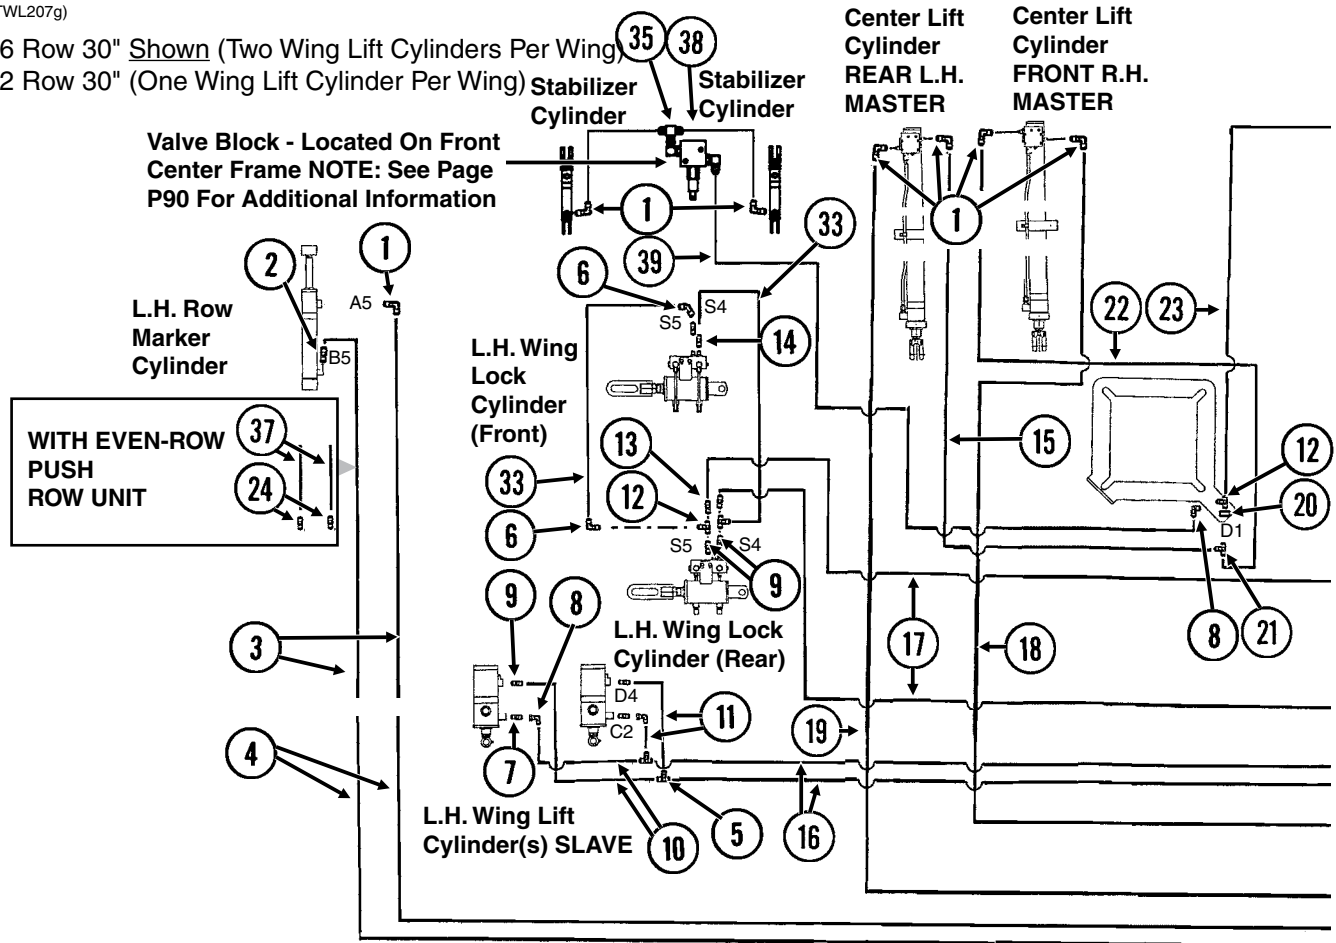 TWL207g)
6 Row 30" Shown (Two Wing Lift Cylinders Per Wing)
2 Row 30" (One Wing Lift Cylinder Per Wing)
35
38
Stabilizer
Cylinder
Stabilizer
Cylinder
Center Lift
Cylinder
REAR L.H.
MASTER
Center Lift
Cylinder
FRONT R.H.
MASTER
Valve Block - Located On Front
Center Frame NOTE: See Page
P90 For Additional Information
1
1
33
2
1
39
6
A5
S4
S5
22
23
L.H. Row
Marker
Cylinder
B5
14
L.H. Wing
Lock
Cylinder
(Front)
WITH EVEN-ROW
PUSH
ROW UNIT
37
24
13
15
12
33
12
20
6
D1
S5
S4
9
9
8
8
21
L.H. Wing Lock
Cylinder (Rear)
3
17
18
D4
C2
11
19
4
7
5
16
10
L.H. Wing Lift
Cylinder(s) SLAVE